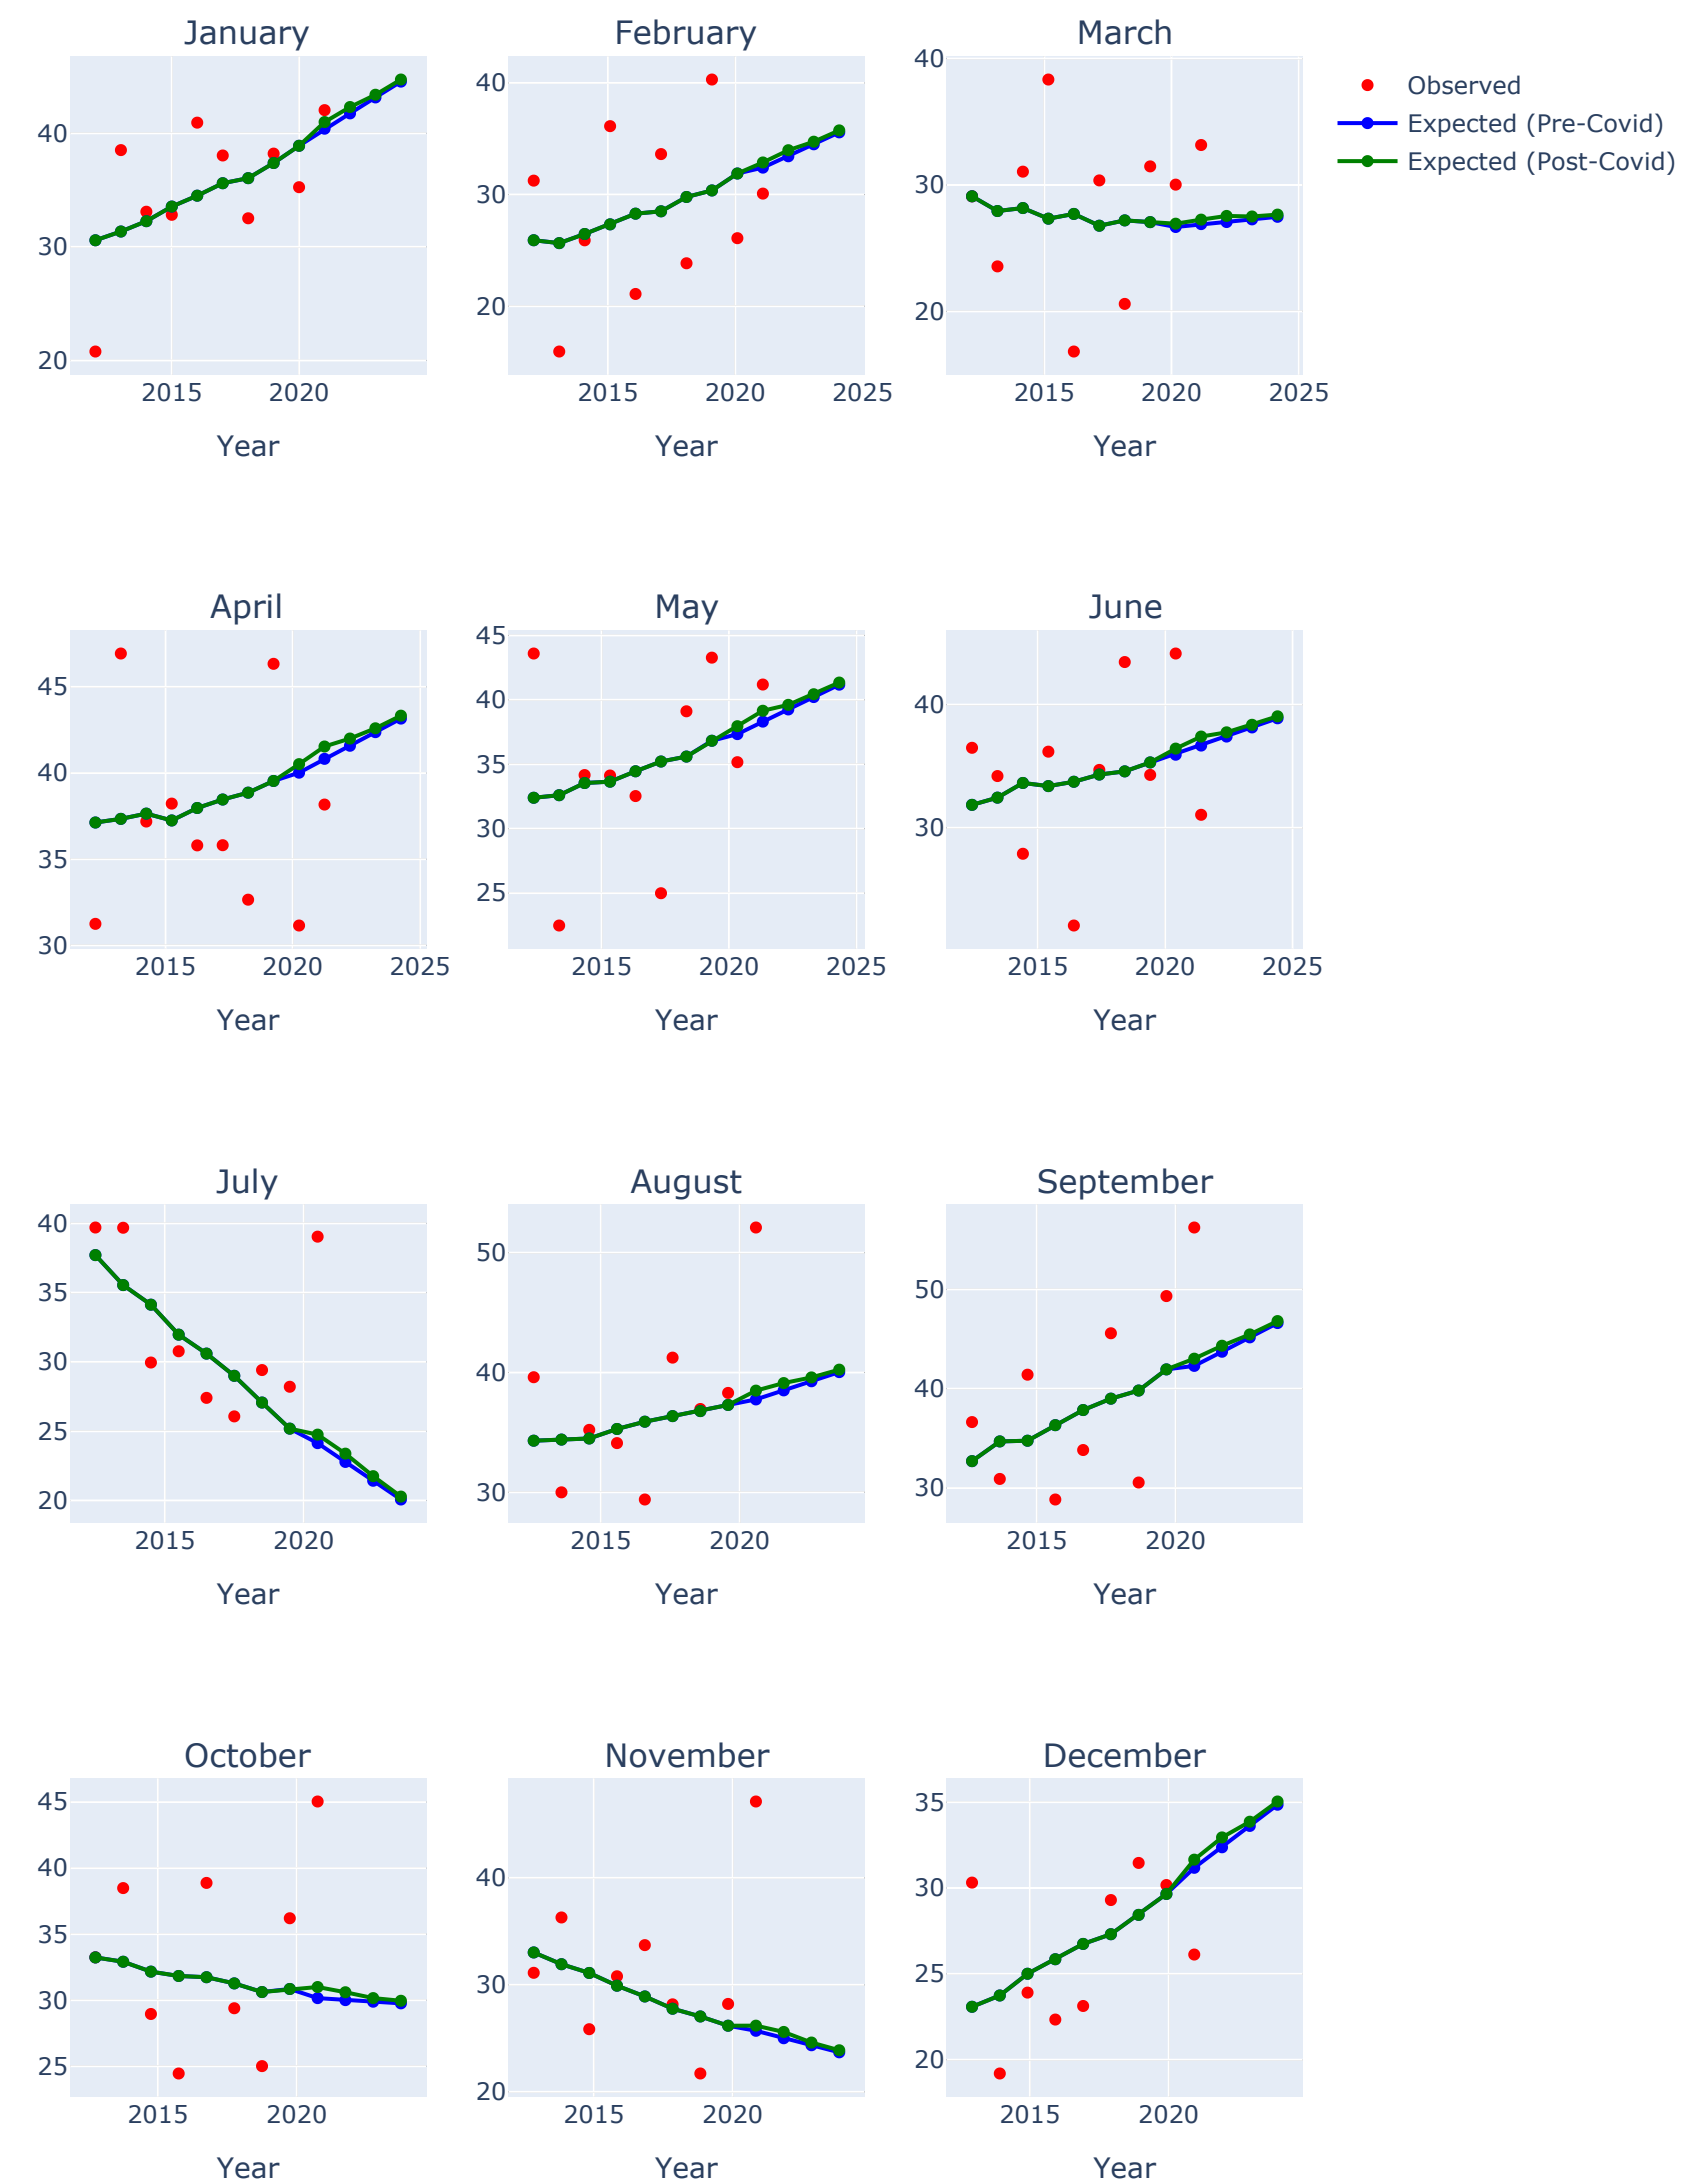 January
February
March
40
30
20
2015
2020
Year
40
30
20
2015
2020
2025
Year
40
30
20
2015
2020
2025
Year
Observed
Expected (Pre-Covid)
Expected (Post-Covid)
April
May
June
45
40
35
30
2015
2020
2025
Year
45
40
35
30
25
2015
2020
2025
Year
40
30
2015
2020
2025
Year
July
August
September
40
35
30
25
20
2015
2020
Year
50
40
30
2015
2020
Year
50
40
30
2015
2020
Year
October
November
December
45
40
35
30
25
2015
2020
Year
40
30
20
2015
2020
Year
35
30
25
20
2015
2020
Year